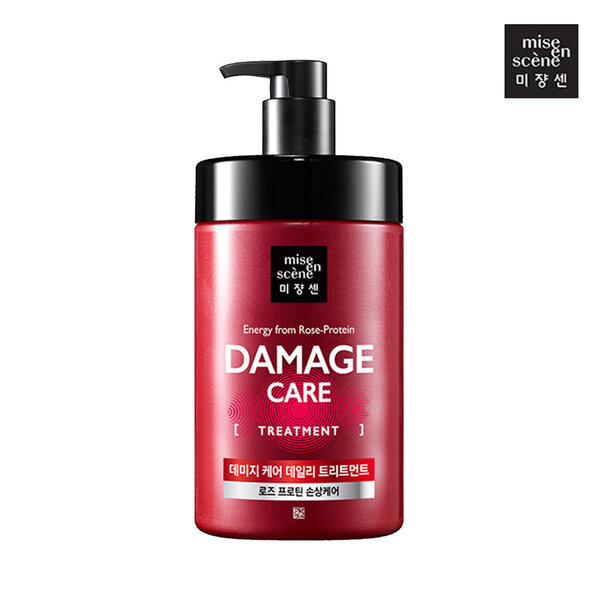 mise
en
scène
미쟝센
mise
en
scène
미쟝센
Energy from Rose-Protein
DAMAGE
CARE
[ TREATMENT ]
데미지 케어 데일리 트리트먼트
로즈 프로틴 손상케어